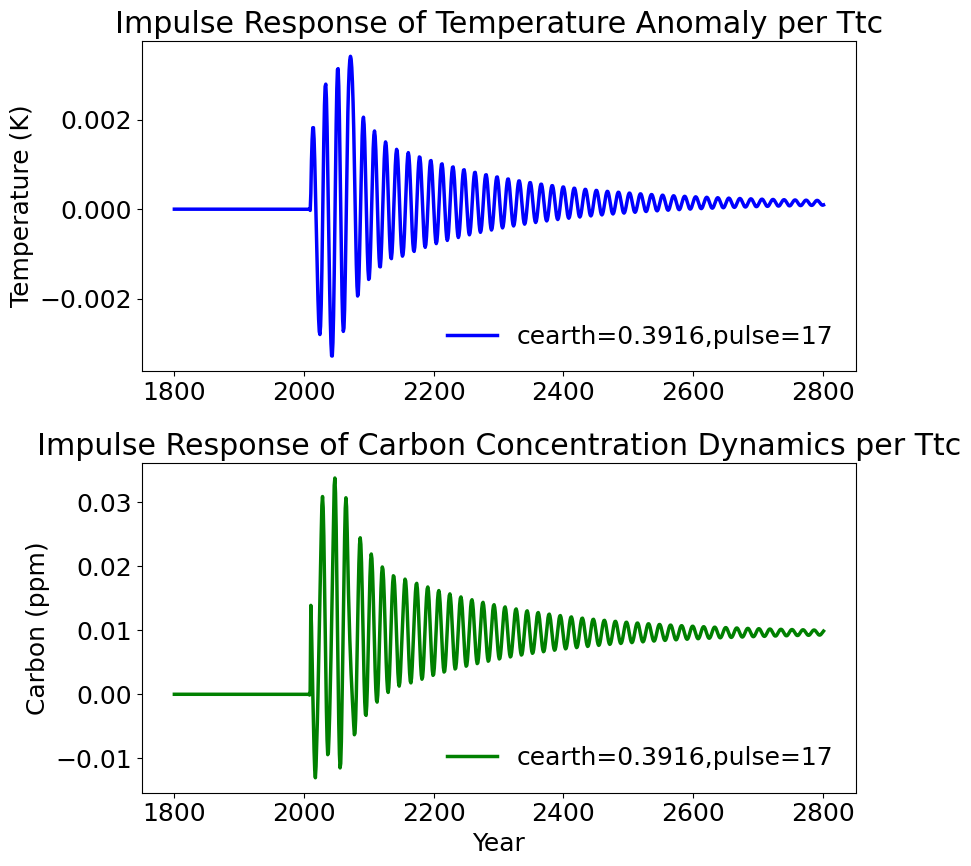 Impulse Response of Temperature Anomaly per Ttc
Temperature (K)
0.002
0.000
−0.002
cearth=0.3916,pulse=17
1800 2000 2200 2400 2600 2800
Impulse Response of Carbon Concentration Dynamics per Ttc
Carbon (ppm)
0.03
0.02
0.01
0.00
−0.01
cearth=0.3916,pulse=17
1800 2000 2200 2400 2600 2800
Year